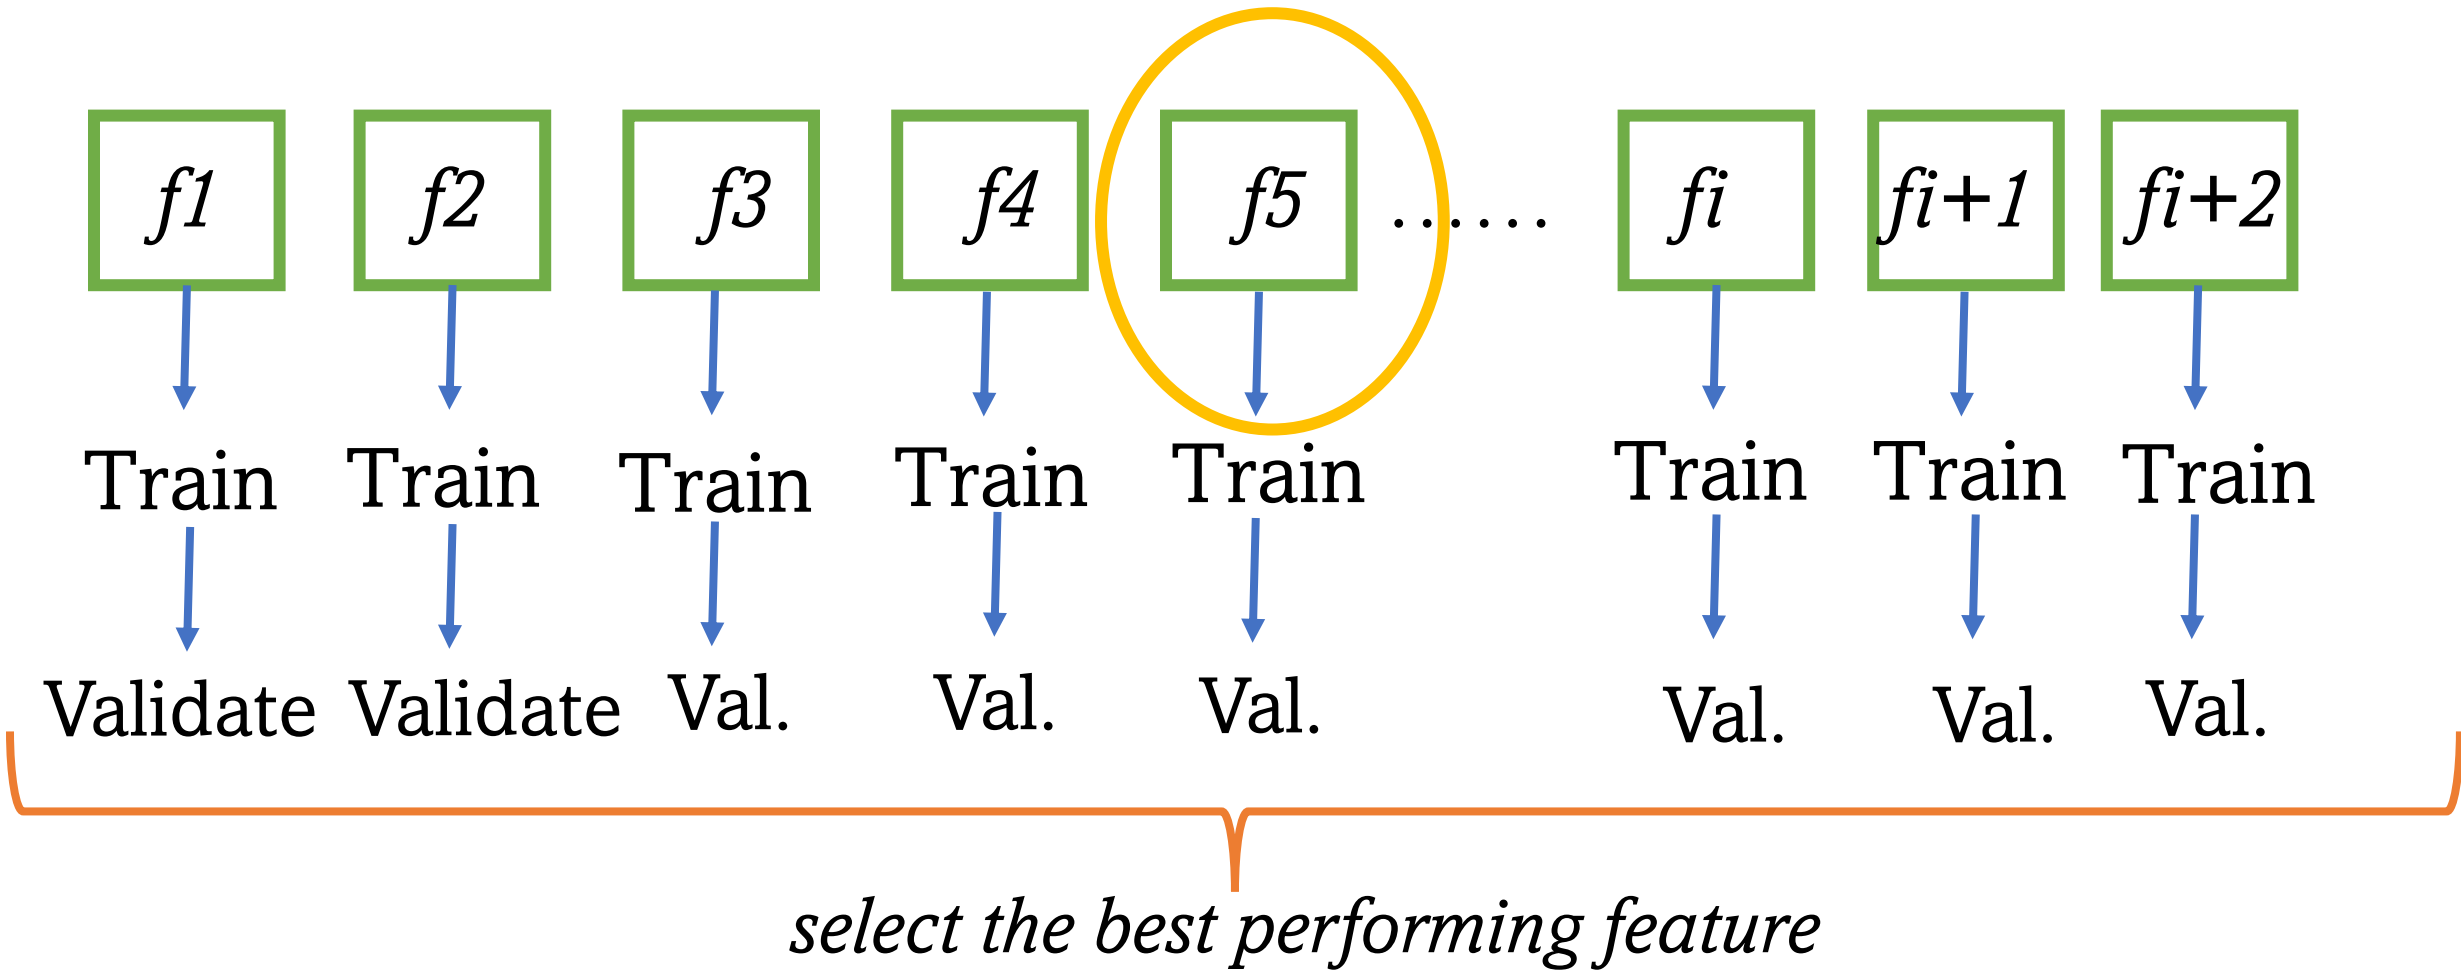 f1 f2 f3 f4 f5 ...... fi fi+1 fi+2
Train Train Train Train Train Train Train Train
Validate Validate Val. Val. Val. Val. Val. Val.
select the best performing feature